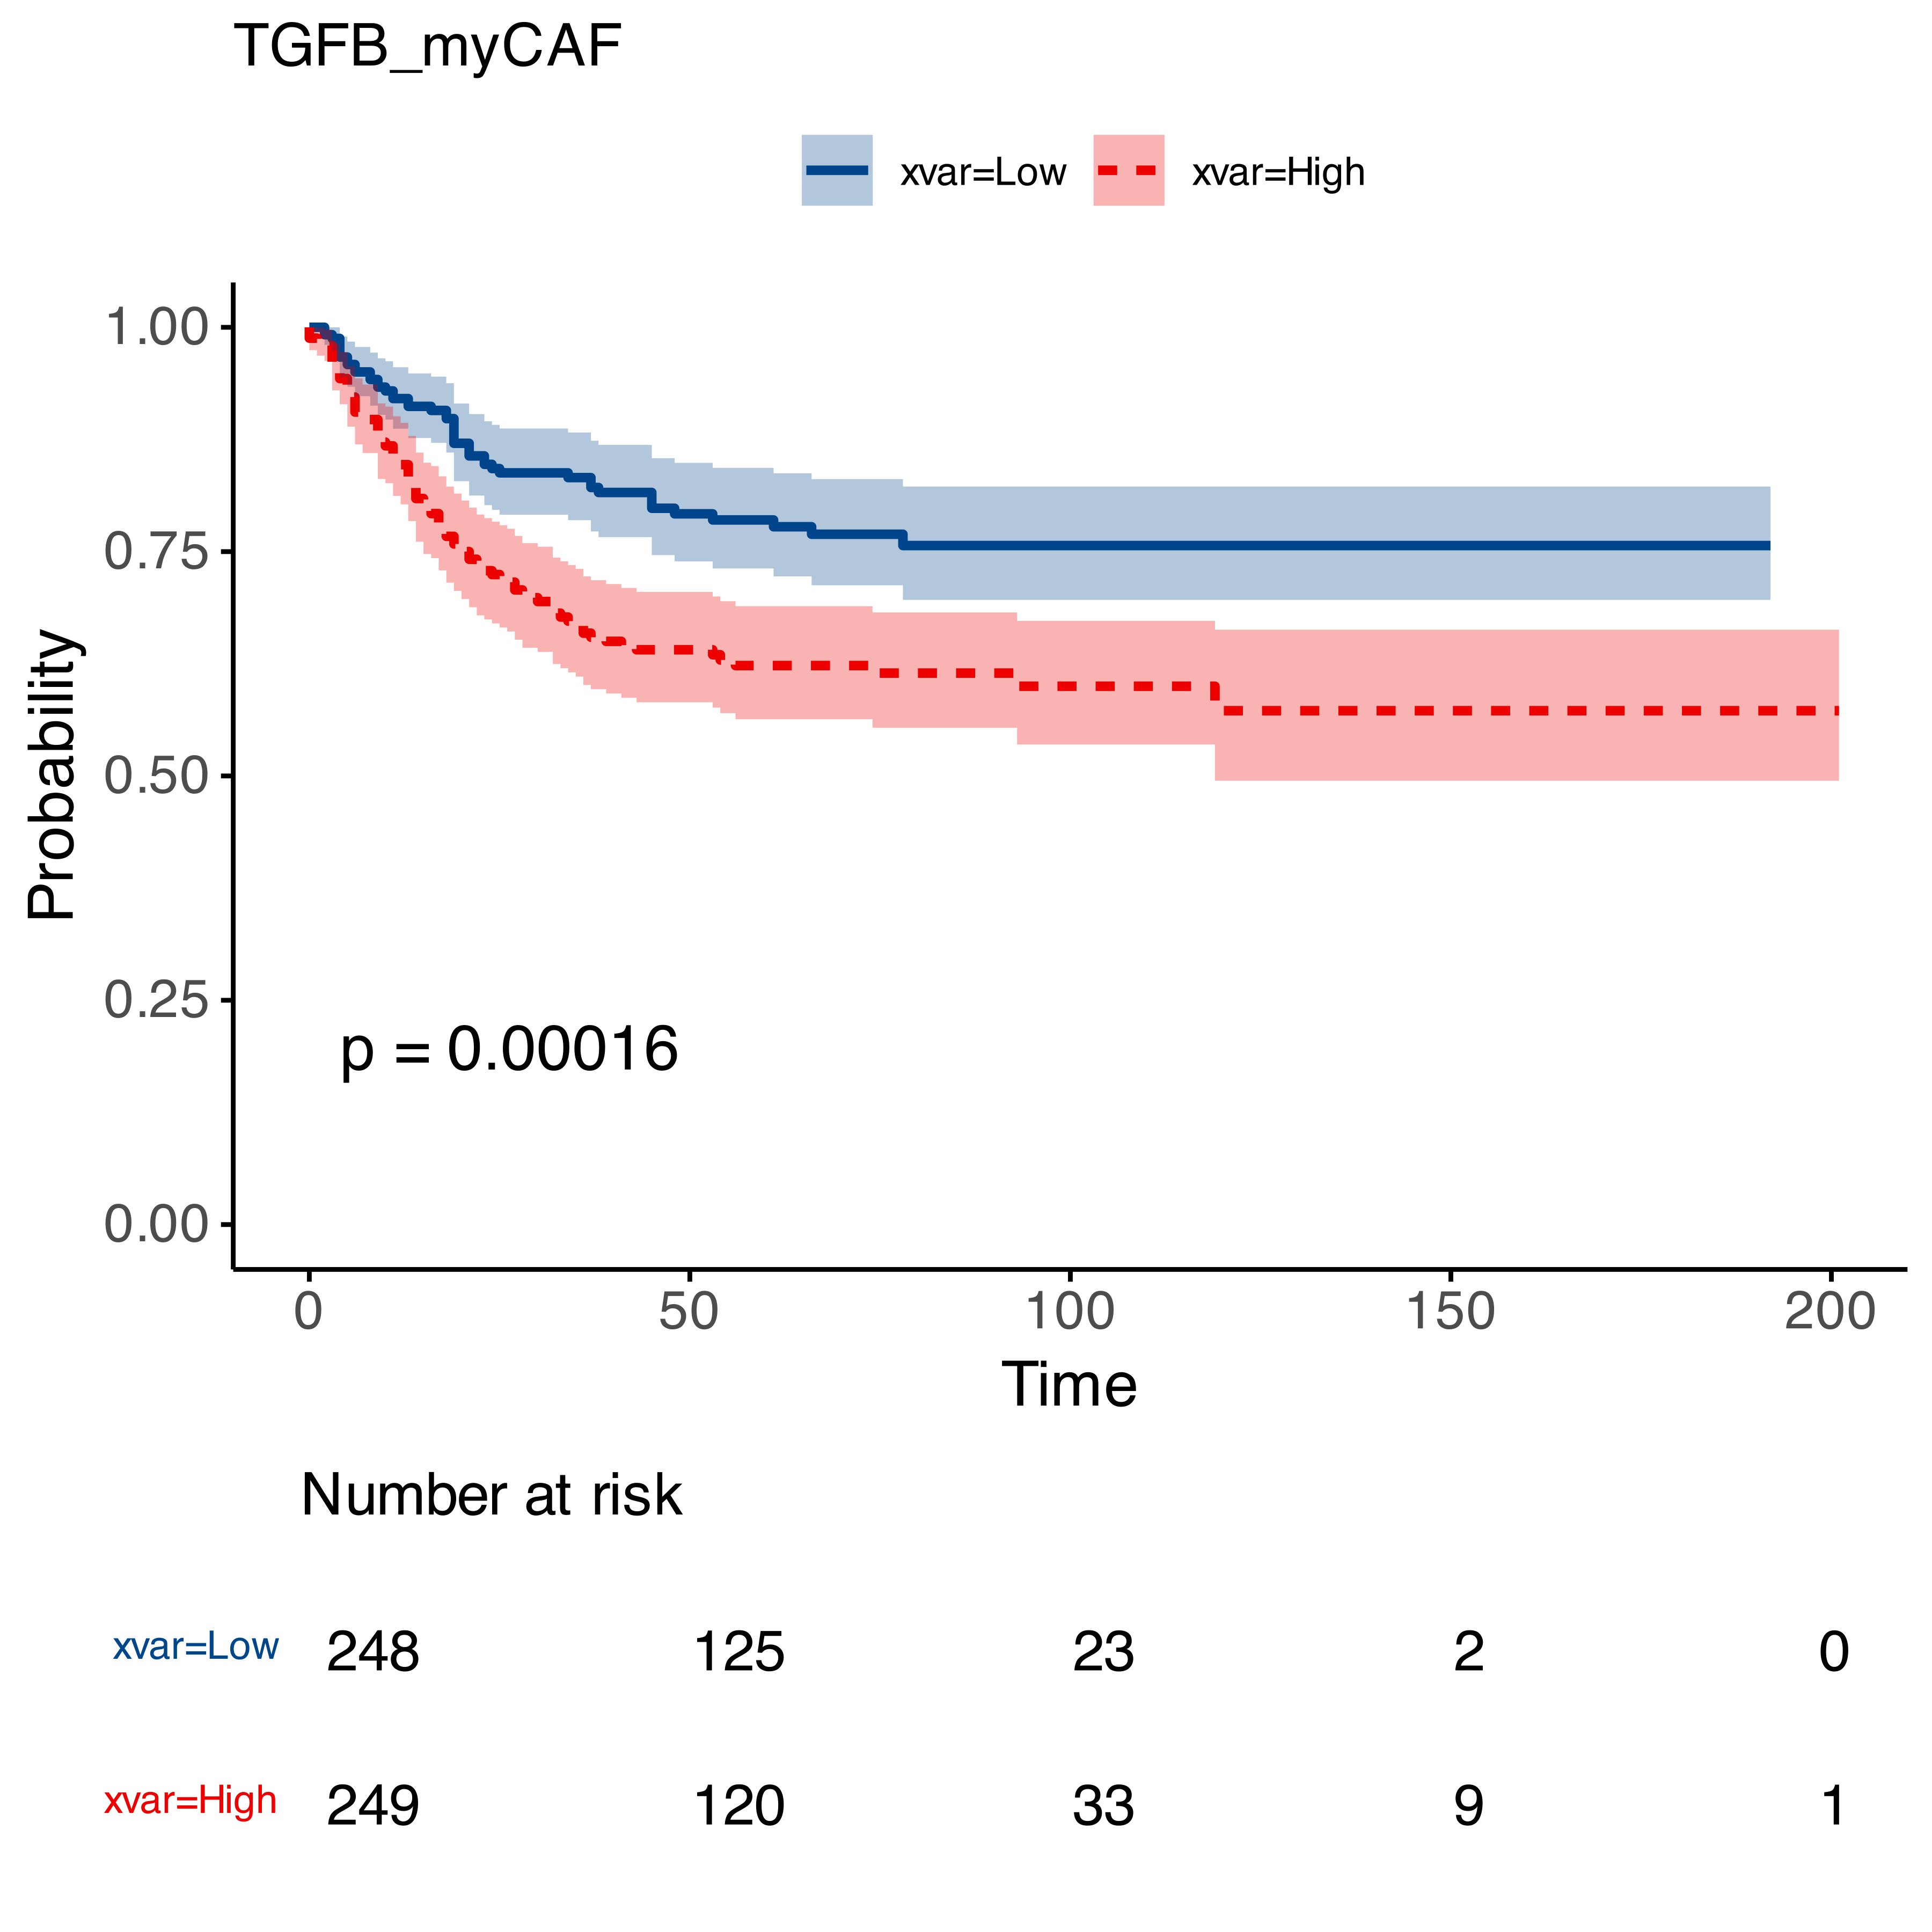 TGFB_myCAF
xvar=Low xvar=High
1.00
0.75
0.50
0.25
0.00
Probability
p = 0.00016
0 50 100 150 200
Time
Number at risk
xvar=Low 248 125 23 2 0
xvar=High 249 120 33 9 1